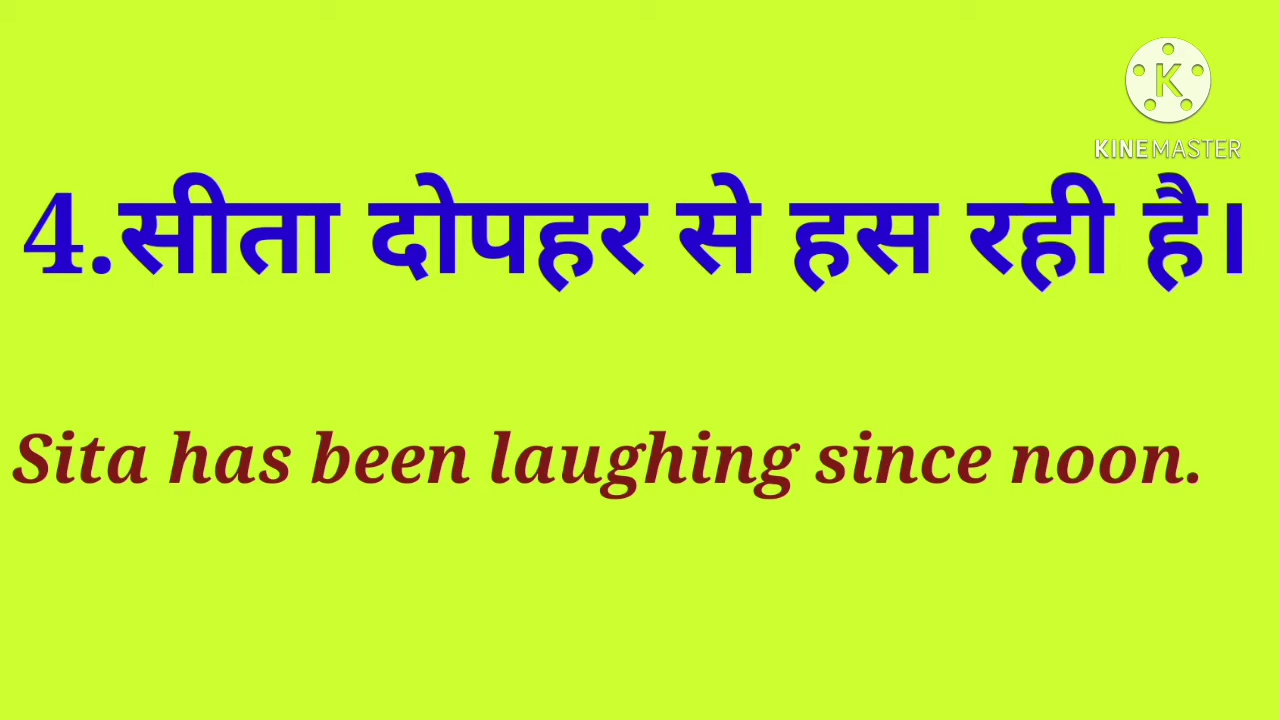 K
KINEMASTER
4.सीता दोपहर से हस रही है।
Sita has been laughing since noon.